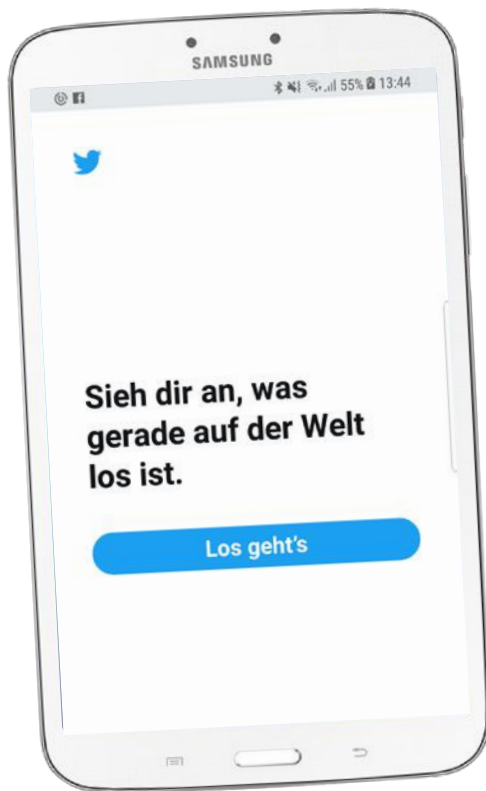 SAMSUNG
55% 13:44
Sieh dir an, was
gerade auf der Welt
los ist.
Los geht's